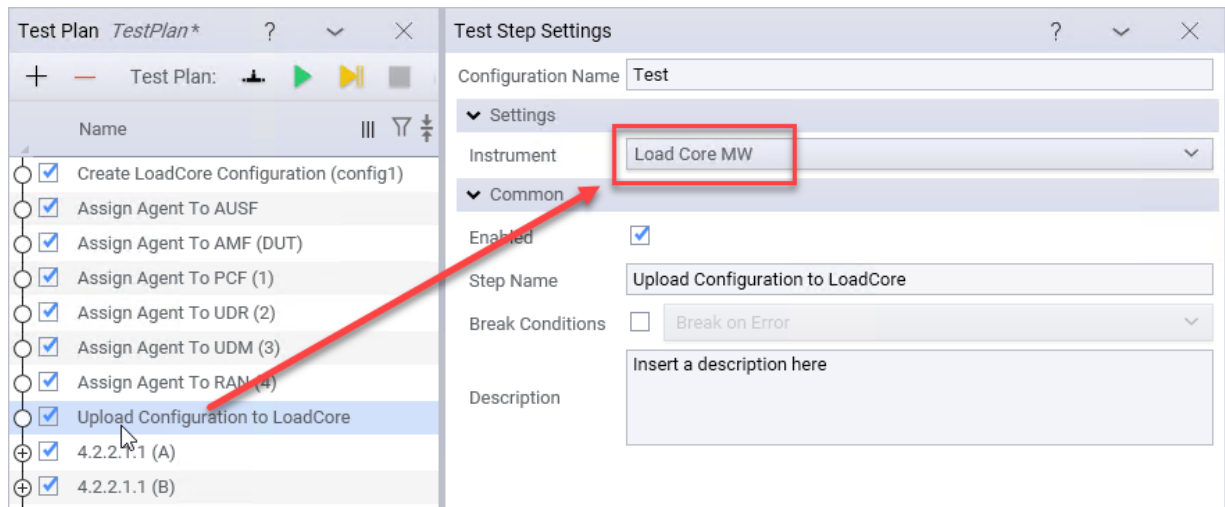 Test Plan TestPlan* ?
Test Plan:
Name
Create LoadCore Configuration (config1)
Assign Agent To AUSF
Assign Agent To AMF (DUT)
Assign Agent To PCF (1)
Assign Agent To UDR (2)
Assign Agent To UDM (3)
Assign Agent To RAN (4)
Upload Configuration to LoadCore
4.2.2.1.1 (A)
4.2.2.1.1 (B)
Test Step Settings ?
Configuration Name Test
Settings
Instrument Load Core MW
Common
Enabled
Step Name Upload Configuration to LoadCore
Break Conditions Break on Error
Description Insert a description here